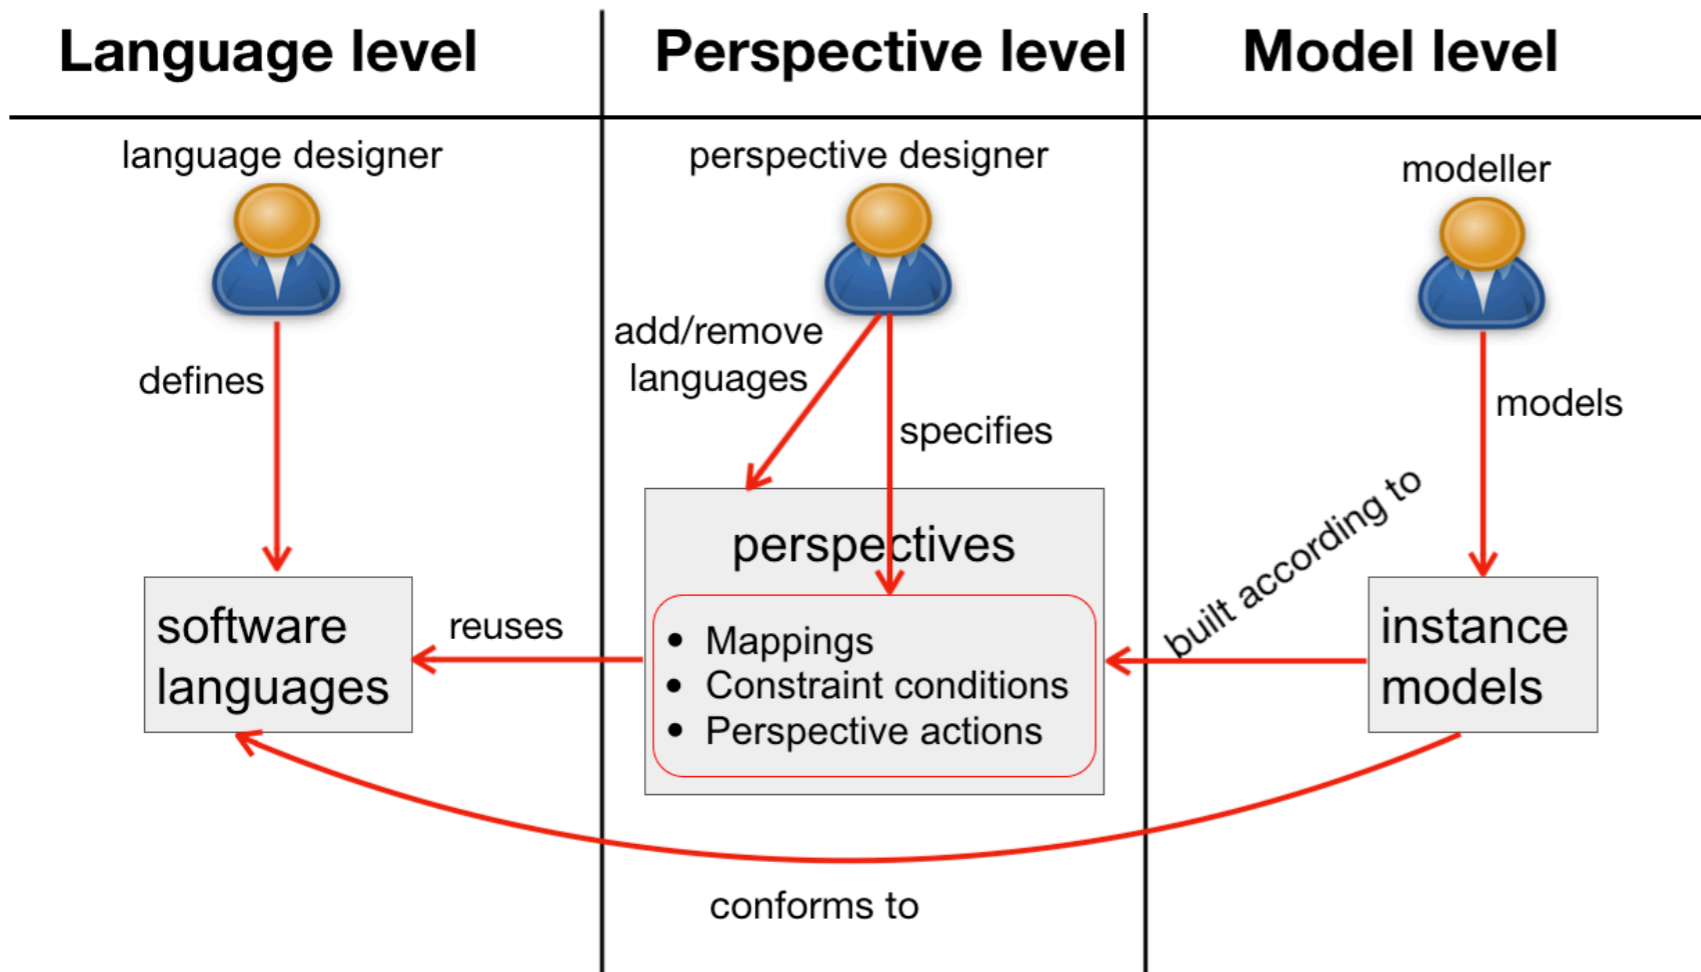 Language level
Perspective level
Model level
language designer
perspective designer
modeller
defines
add/remove
languages
specifies
models
built according to
software
languages
reuses
perspectives
• Mappings
• Constraint conditions
• Perspective actions
instance
models
conforms to